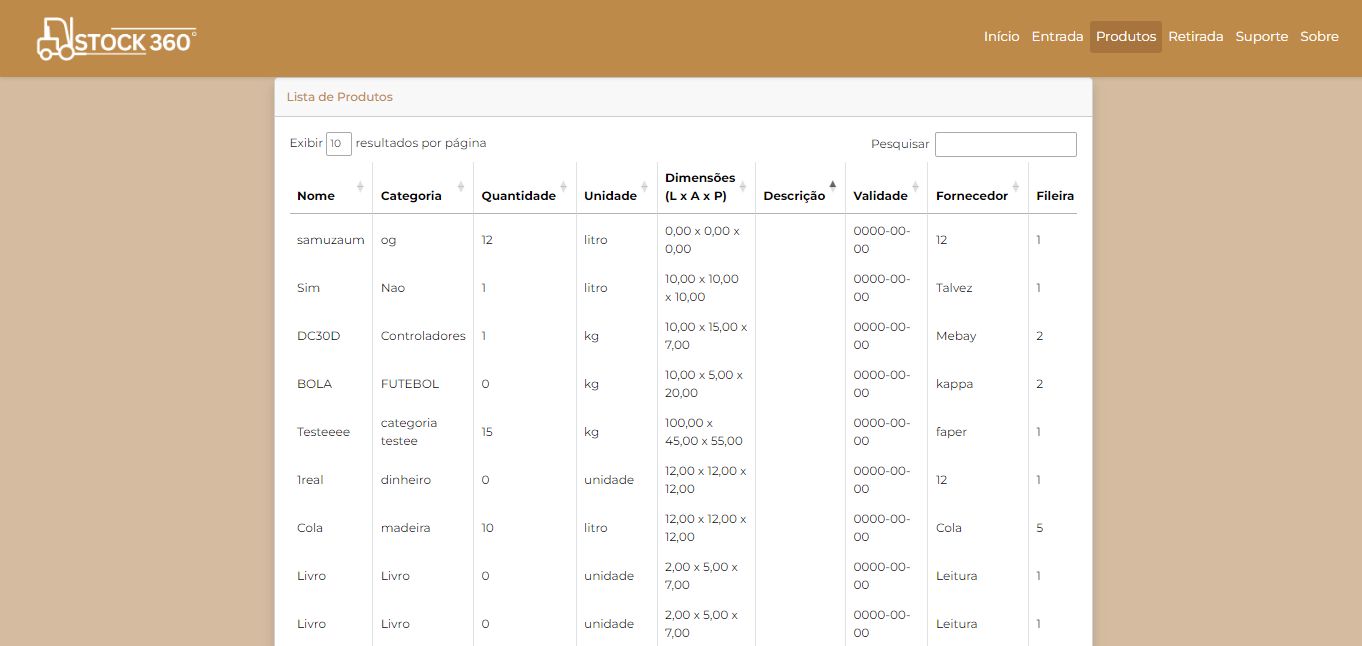 STOCK 360°
Início Entrada Produtos Retirada Suporte Sobre
Lista de Produtos
Exibir 10 resultados por página
Pesquisar
Nome Categoria Quantidade Unidade Dimensões (L x A x P) Descrição Validade Fornecedor Fileira
samuzaum og 12 litro 0,00 x 0,00 x 0,00 0000-00-00 12 1
Sim Nao 1 litro 10,00 x 10,00 x 10,00 0000-00-00 Talvez 1
DC30D Controladores 1 kg 10,00 x 15,00 x 7,00 0000-00-00 Mebay 2
BOLA FUTEBOL 0 kg 10,00 x 5,00 x 20,00 0000-00-00 kappa 2
Testeeee categoria testee 15 kg 100,00 x 45,00 x 55,00 0000-00-00 faper 1
1real dinheiro 0 unidade 12,00 x 12,00 x 12,00 0000-00-00 12 1
Cola madeira 10 litro 12,00 x 12,00 x 12,00 0000-00-00 Cola 5
Livro Livro 0 unidade 2,00 x 5,00 x 7,00 0000-00-00 Leitura 1
Livro Livro 0 unidade 2,00 x 5,00 x 7,00 0000-00-00 Leitura 1